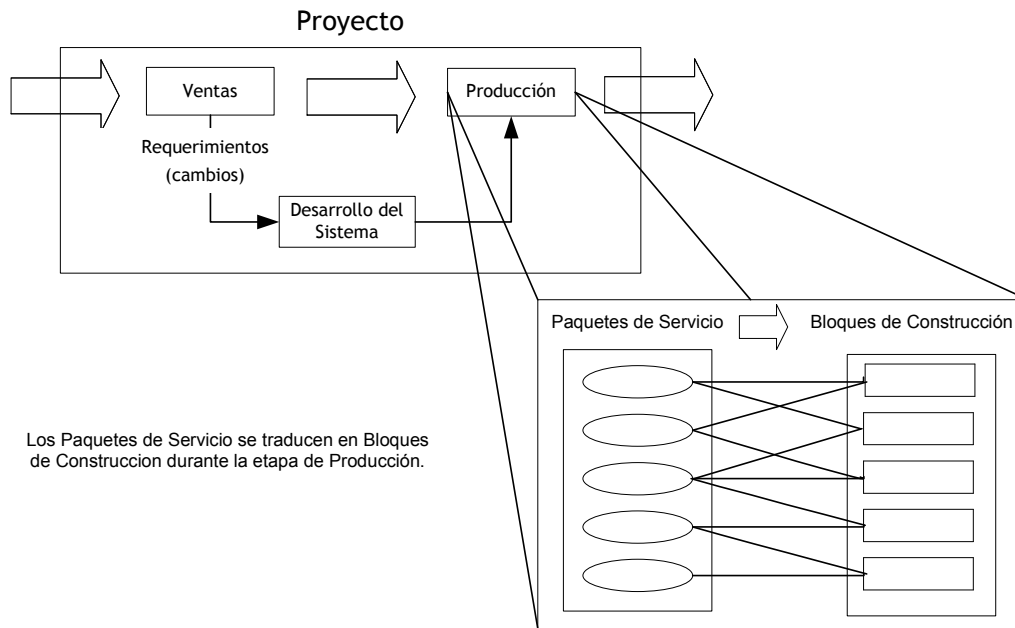 Proyecto
Ventas
Producción
Requerimientos
(cambios)
Desarrollo del
Sistema
Paquetes de Servicio
Bloques de Construcción
Los Paquetes de Servicio se traducen en Bloques
de Construccion durante la etapa de Producción.